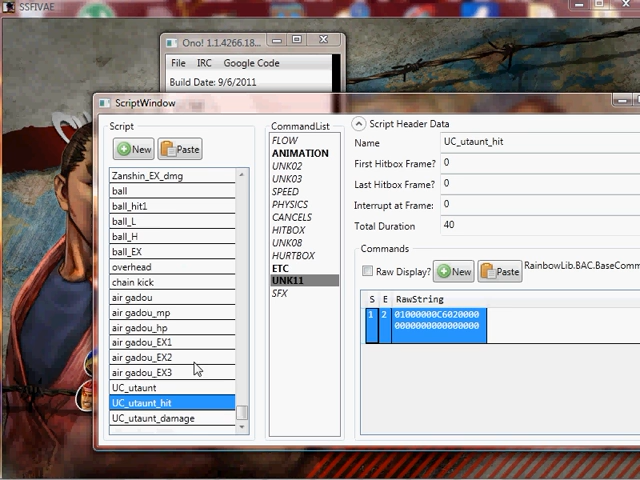 SSFIVAE
Ono! 1.1.4266.18...
File IRC Google Code
Build Date: 9/6/2011
ScriptWindow
Script
New Paste
Zanshin_EX_dmg
ball
ball_hit1
ball_L
ball_H
ball_EX
overhead
chain kick
air gadou
air gadou_mp
air gadou_hp
air gadou_EX1
air gadou_EX2
air gadou_EX3
UC_utaunt
UC_utaunt_hit
UC_utaunt_damage
CommandList
FLOW
ANIMATION
UNK02
UNK03
SPEED
PHYSICS
CANCELS
HITBOX
UNK08
HURTBOX
ETC
UNK11
SFX
Script Header Data
Name UC_utaunt_hit
First Hitbox Frame? 0
Last Hitbox Frame? 0
Interrupt at Frame: 0
Total Duration 40
Commands
Raw Display? New Paste RainbowLib.BAC.BaseComm
S E RawString
1 2 01000000C6020000
0000000000000000